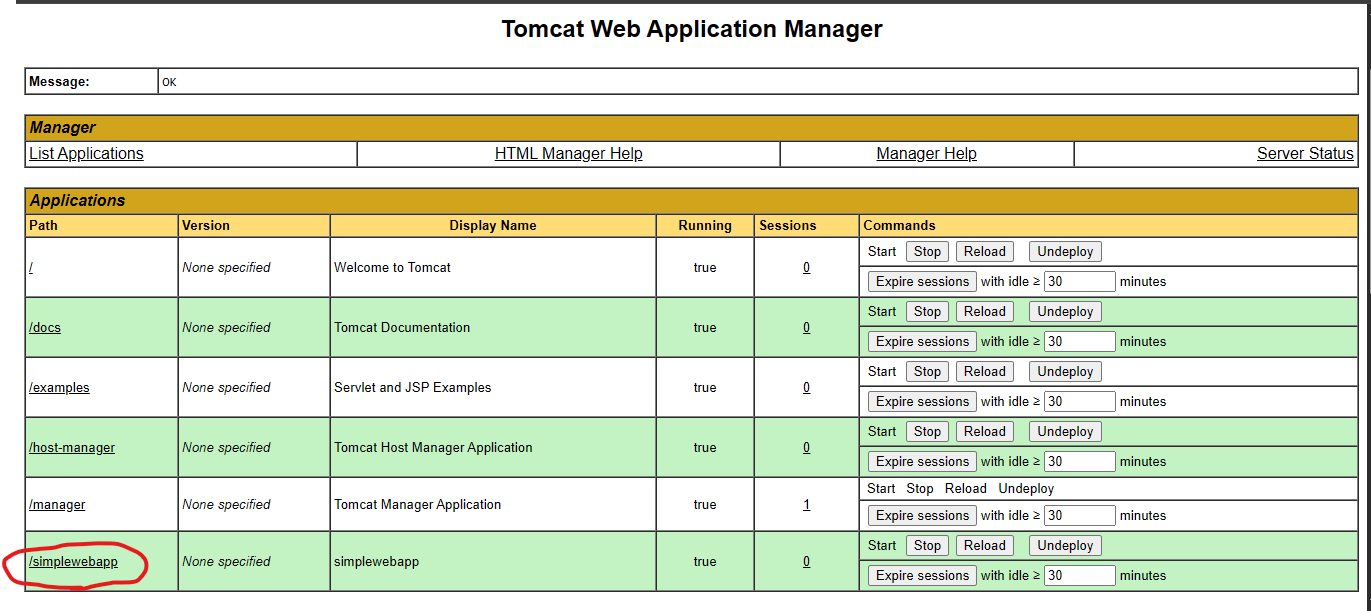 Tomcat Web Application Manager
Message: OK
Manager
List Applications HTML Manager Help Manager Help Server Status
Applications
Path Version Display Name Running Sessions Commands
/ None specified Welcome to Tomcat true 0 Start Stop Reload Undeploy
Expire sessions with idle ≥ 30 minutes
/docs None specified Tomcat Documentation true 0 Start Stop Reload Undeploy
Expire sessions with idle ≥ 30 minutes
/examples None specified Servlet and JSP Examples true 0 Start Stop Reload Undeploy
Expire sessions with idle ≥ 30 minutes
/host-manager None specified Tomcat Host Manager Application true 0 Start Stop Reload Undeploy
Expire sessions with idle ≥ 30 minutes
/manager None specified Tomcat Manager Application true 1 Start Stop Reload Undeploy
Expire sessions with idle ≥ 30 minutes
/simplewebapp None specified simplewebapp true 0 Start Stop Reload Undeploy
Expire sessions with idle ≥ 30 minutes